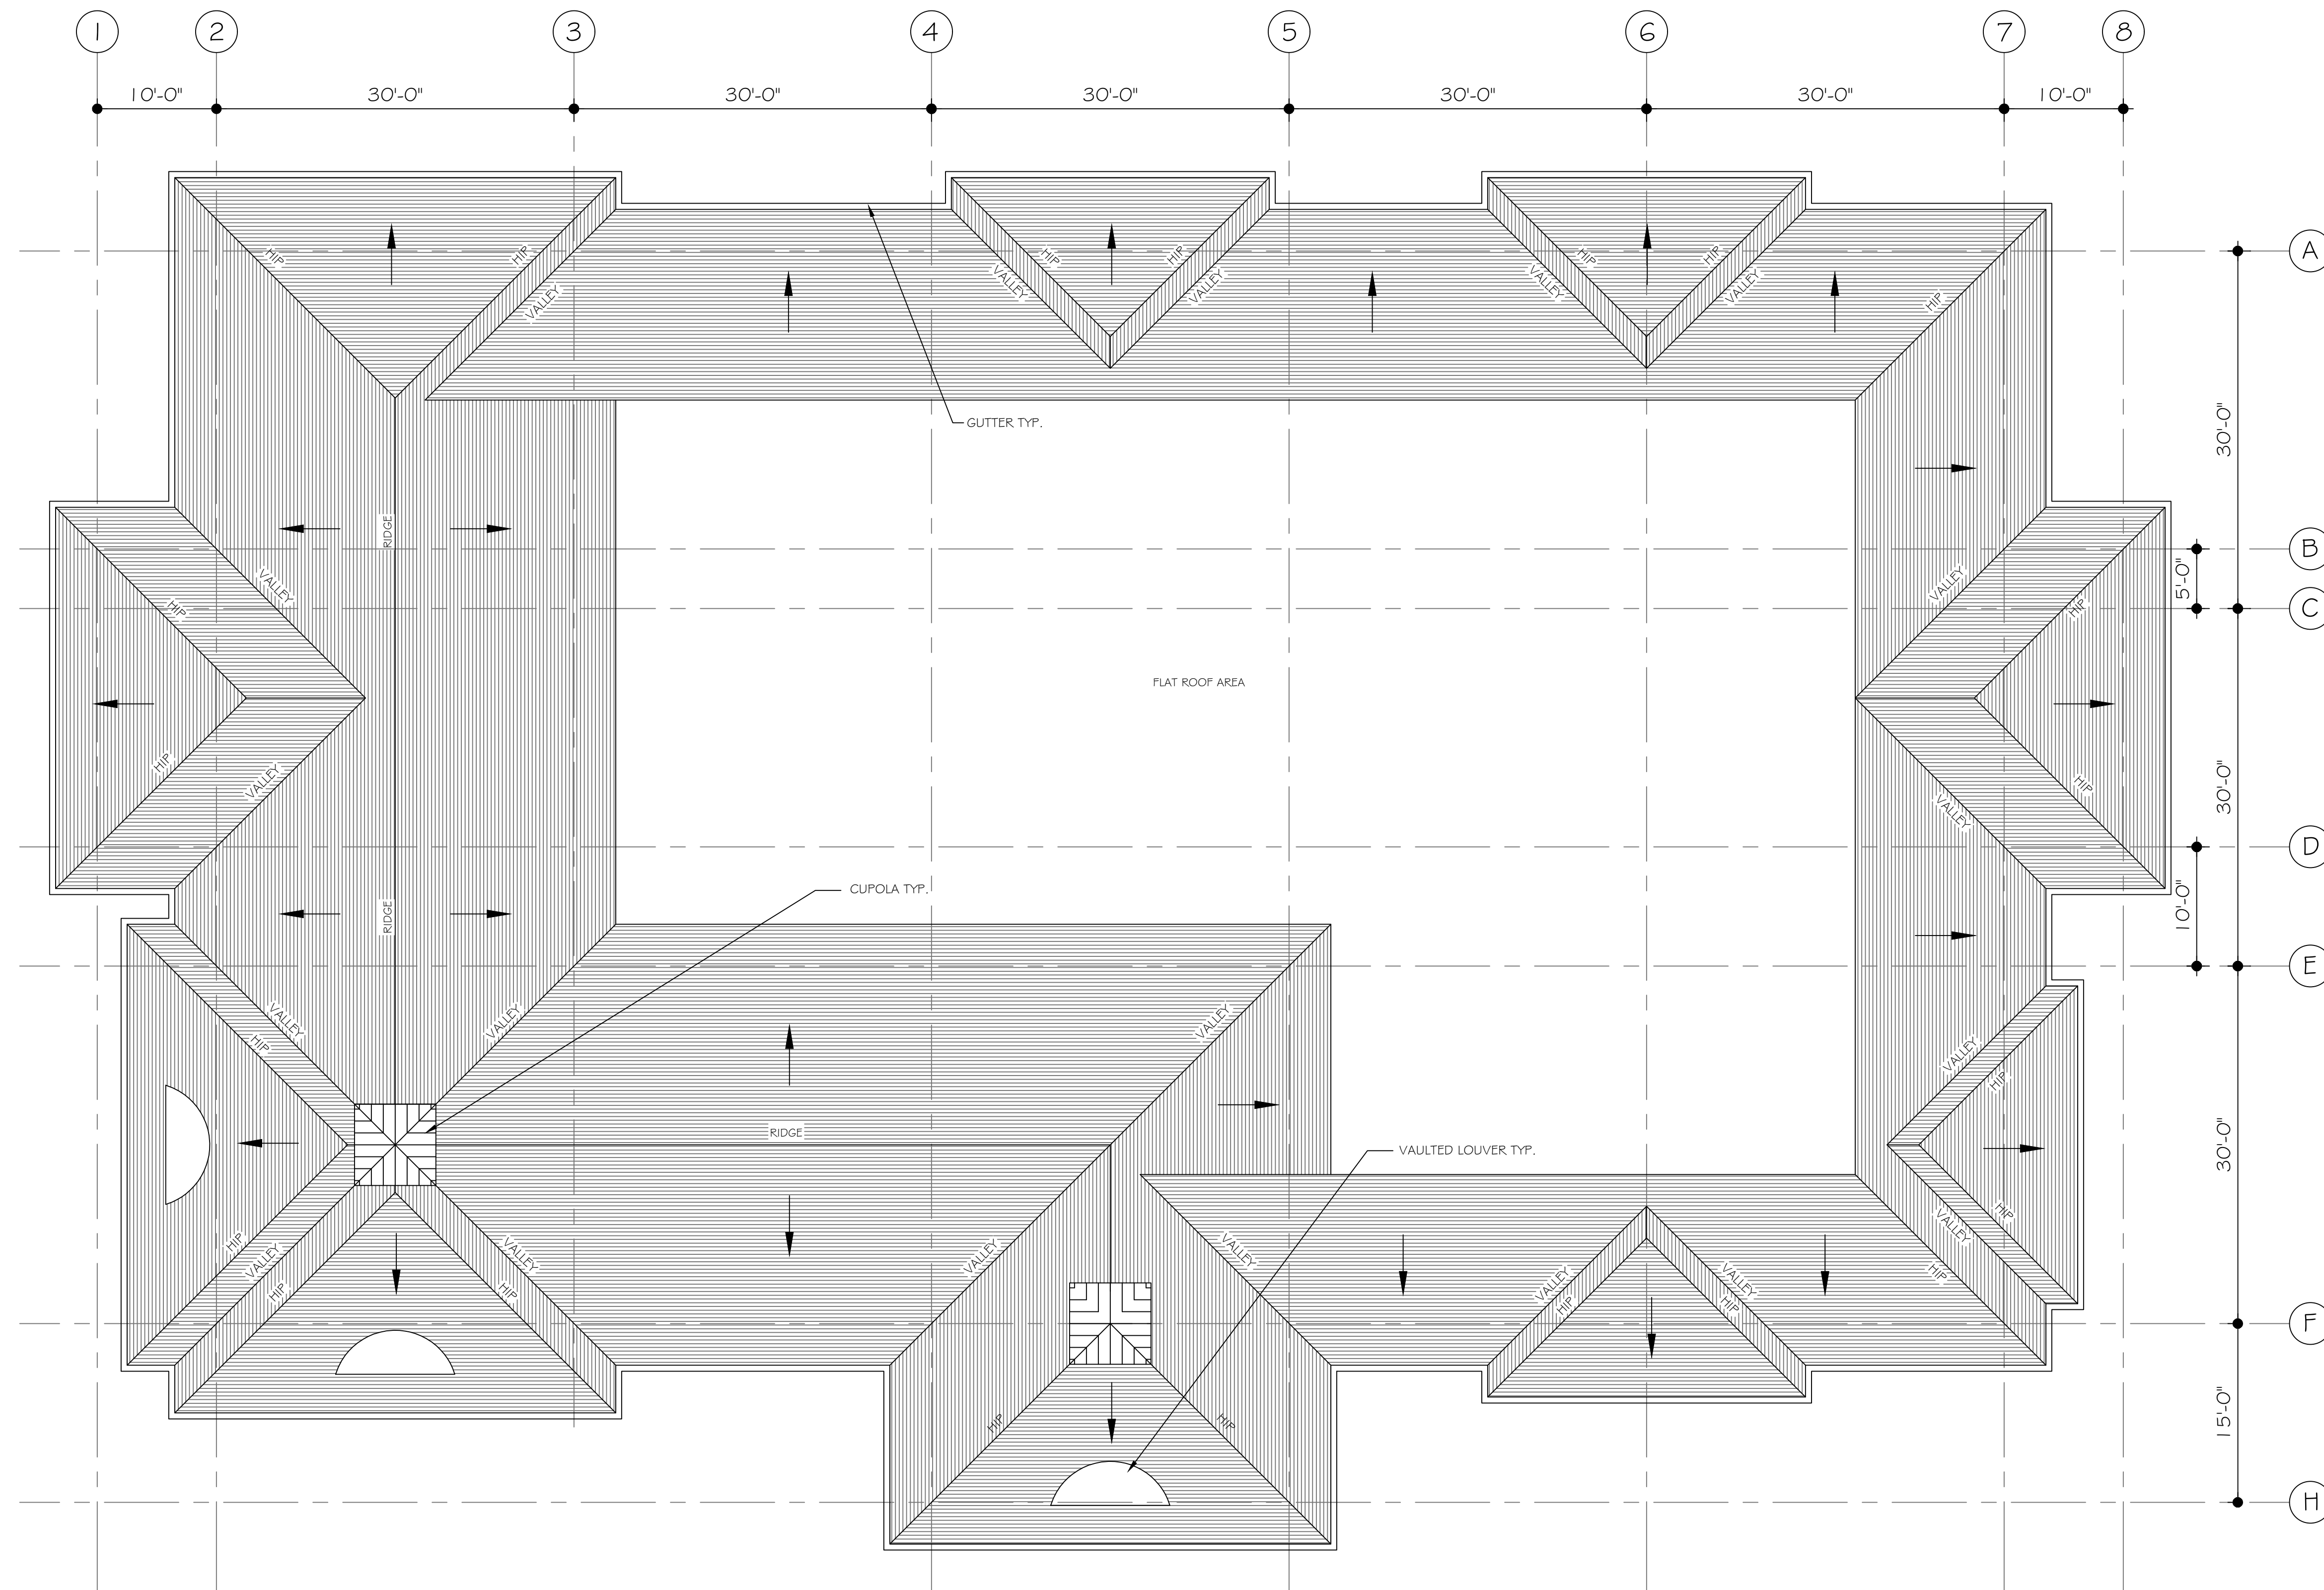 1 2 3 4 5 6 7 8
10'-0" 30'-0" 30'-0" 30'-0" 30'-0" 30'-0" 10'-0"
A
HIP HIP HIP HIP HIP HIP
VALLEY VALLEY VALLEY VALLEY VALLEY
HIP
GUTTER TYP.
30'-0"
RIDGE
B
VALLEY VALLEY 5'-0"
HIP HIP
C
FLAT ROOF AREA
HIP VALLEY VALLEY HIP
30'-0"
D
CUPOLA TYP.
RIDGE
10'-0"
E
VALLEY VALLEY VALLEY
HIP VALLEY
HIP
RIDGE
VAULTED LOUVER TYP.
30'-0"
HIP VALLEY VALLEY VALLEY VALLEY VALLEY HIP
HIP HIP VALLEY VALLEY HIP
HIP HIP
F
HIP HIP
15'-0"
H